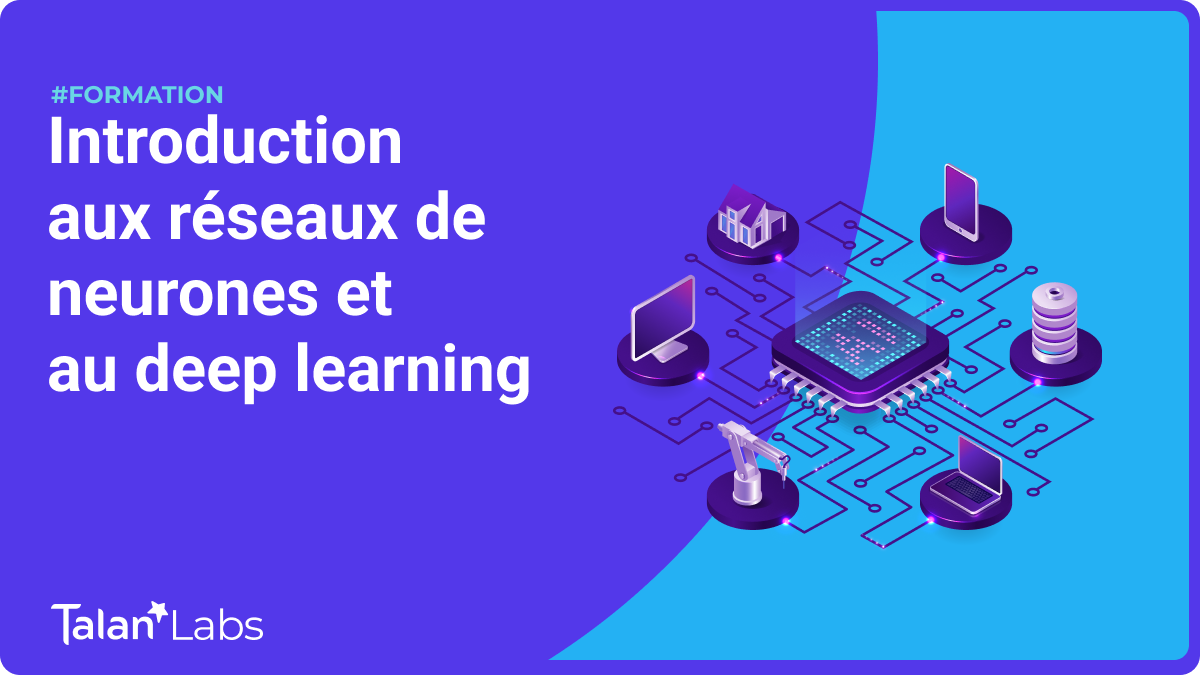 #FORMATION
Introduction
aux réseaux de
neurones et
au deep learning
Talan Labs